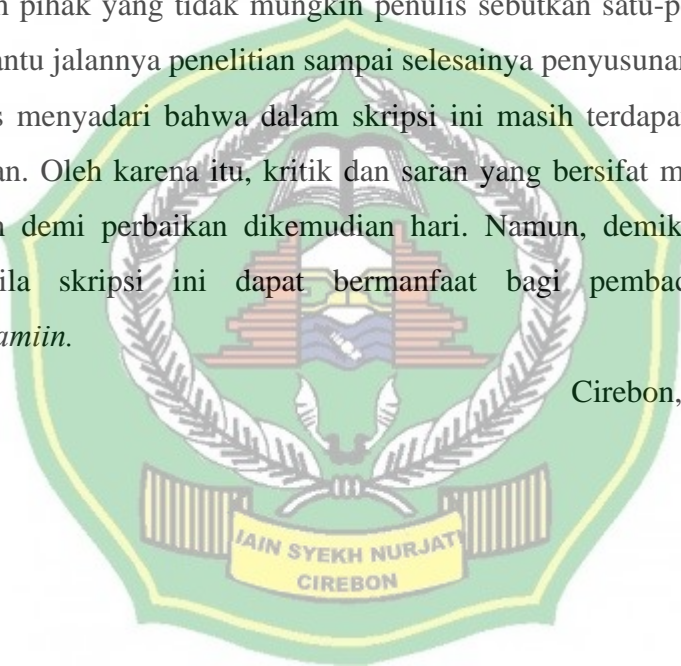 pihak yang tidak mungkin penulis sebutkan satu-p
antu jalannya penelitian sampai selesainya penyusunan
s menyadari bahwa dalam skripsi ini masih terdapa
an. Oleh karena itu, kritik dan saran yang bersifat m
demi perbaikan dikemudian hari. Namun, demik
ila skripsi ini dapat bermanfaat bagi pembac
amiin.
Cirebon,
IAIN SYEKH NURJATI
CIREBON